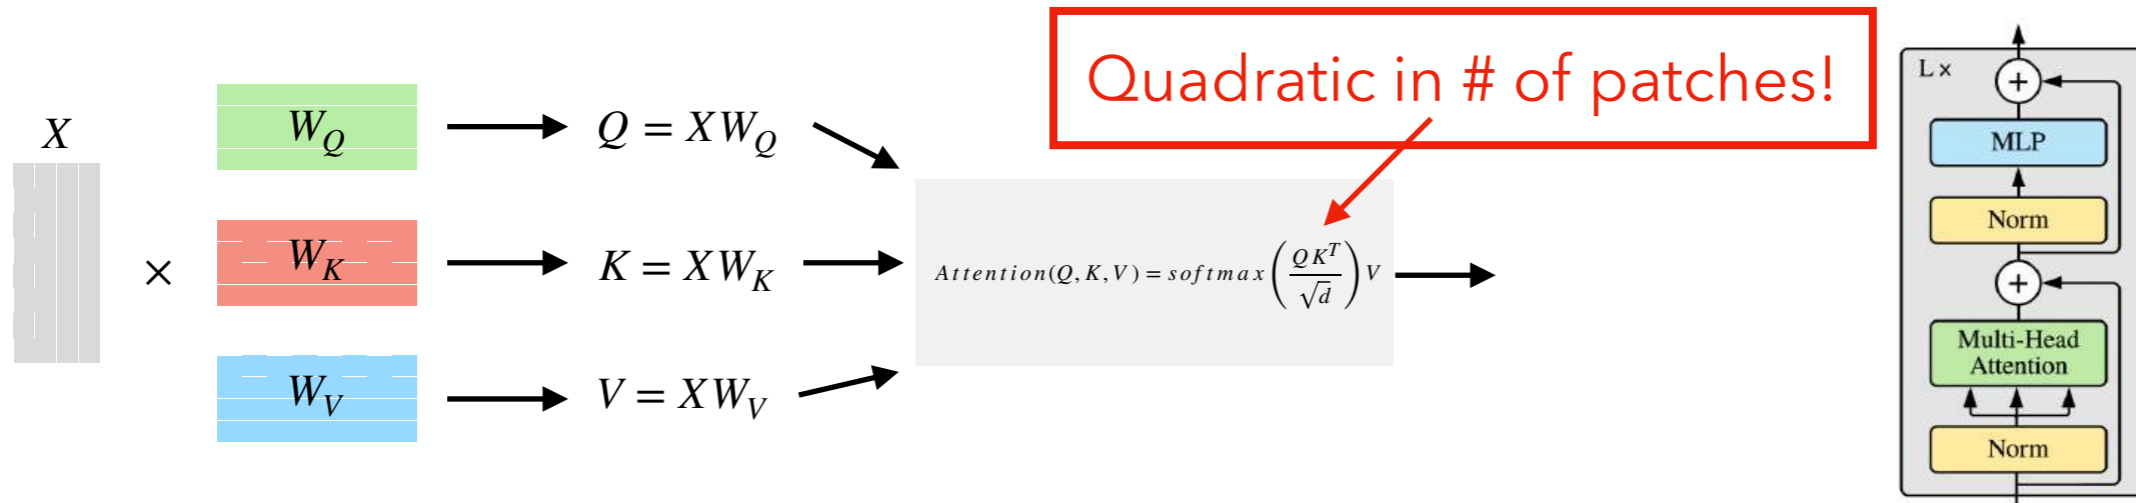 Quadratic in # of patches!
X
×
W_Q
Q = XW_Q
W_K
K = XW_K
W_V
V = XW_V
Attention(Q, K, V) = softmax(QK^T/√d)V
L ×
+
MLP
Norm
+
Multi-Head
Attention
Norm